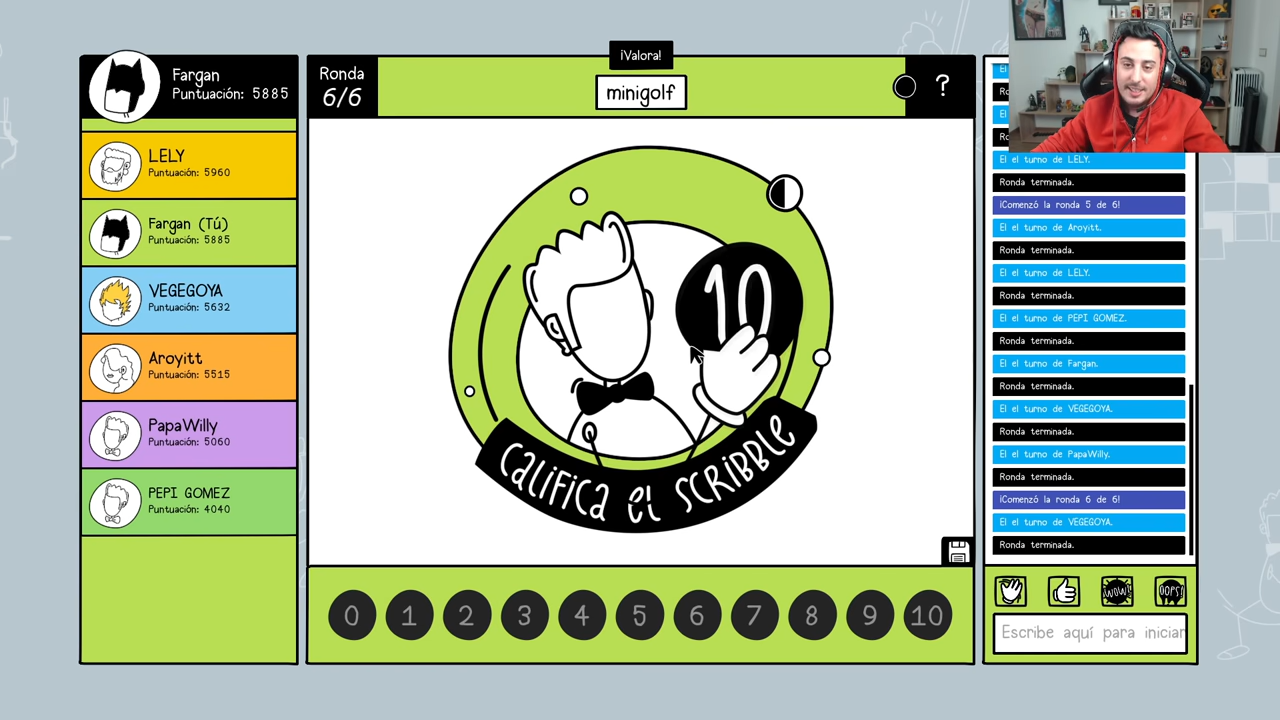 Fargan
Puntuación: 5885
LELY
Puntuación: 5960
Fargan (Tú)
Puntuación: 5885
VEGEGOYA
Puntuación: 5632
Aroyitt
Puntuación: 5515
PapaWilly
Puntuación: 5060
PEPI GOMEZ
Puntuación: 4040
Ronda
6/6
¡Valora!
minigolf
?
10
CALIFICA EL SCRIBBLE
0 1 2 3 4 5 6 7 8 9 10
El el turno de LELY.
Ronda terminada.
¡Comenzó la ronda 5 de 6!
El el turno de Aroyitt.
Ronda terminada.
El el turno de LELY.
Ronda terminada.
El el turno de PEPI GOMEZ.
Ronda terminada.
El el turno de Fargan.
Ronda terminada.
El el turno de VEGEGOYA.
Ronda terminada.
El el turno de PapaWilly.
Ronda terminada.
¡Comenzó la ronda 6 de 6!
El el turno de VEGEGOYA.
Ronda terminada.
WOW!
OOPS!
Escribe aquí para iniciar